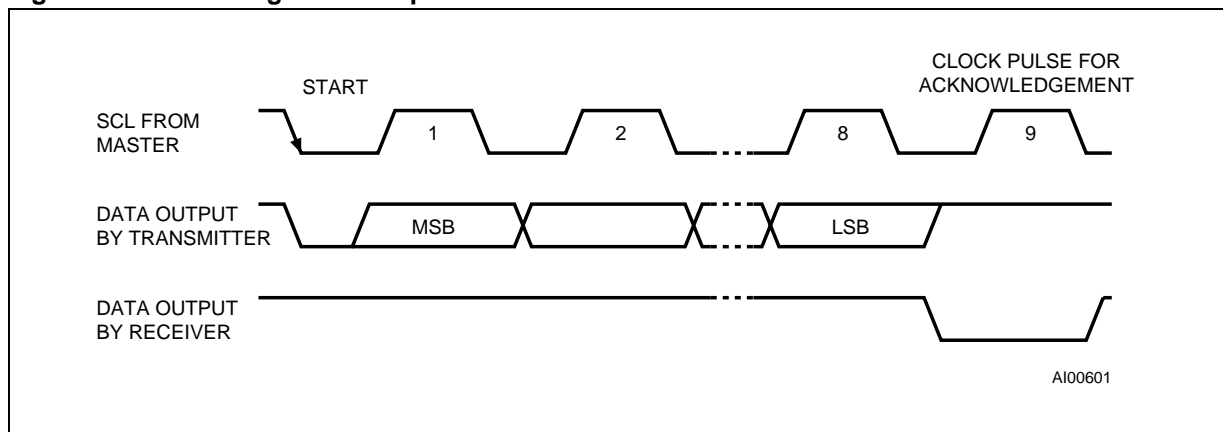 START
CLOCK PULSE FOR
ACKNOWLEDGEMENT
SCL FROM
MASTER
1
2
8
9
DATA OUTPUT
BY TRANSMITTER
MSB
LSB
DATA OUTPUT
BY RECEIVER
AI00601